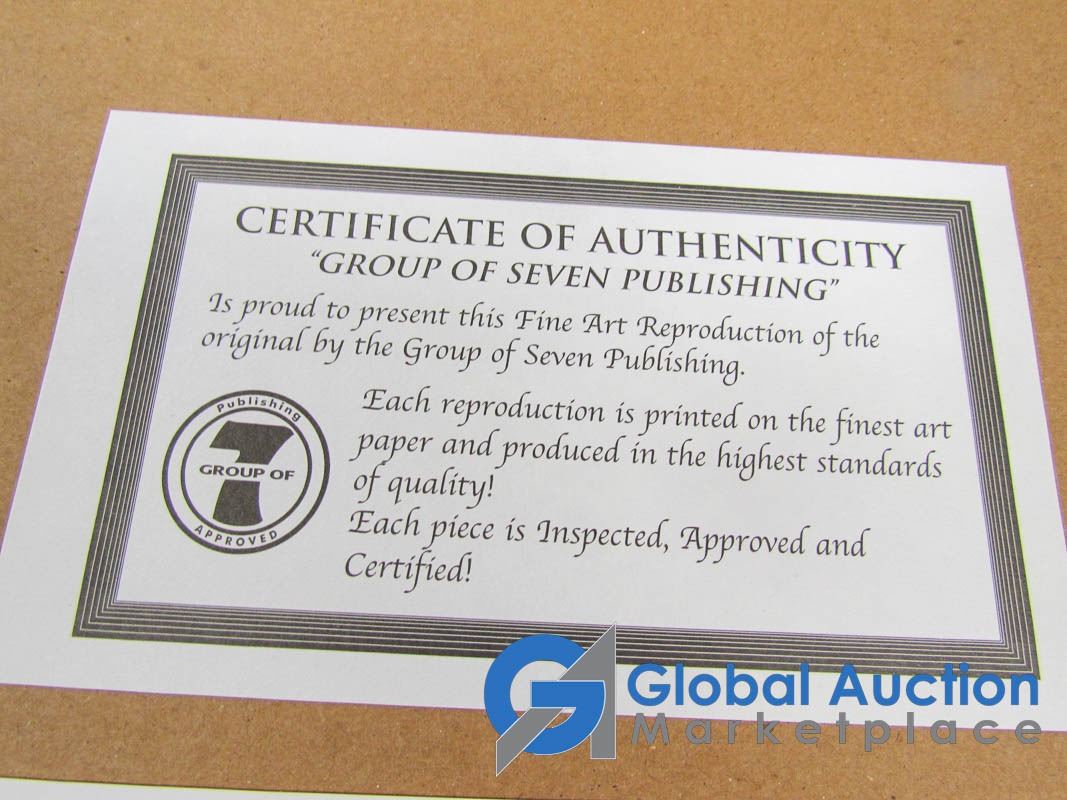 CERTIFICATE OF AUTHENTICITY
“GROUP OF SEVEN PUBLISHING”
Is proud to present this Fine Art Reproduction of the
original by the Group of Seven Publishing.
Each reproduction is printed on the finest art
paper and produced in the highest standards
of quality!
Each piece is Inspected, Approved and
Certified!
Publishing
7
GROUP OF
APPROVED
GA
Global Auction
Marketplace